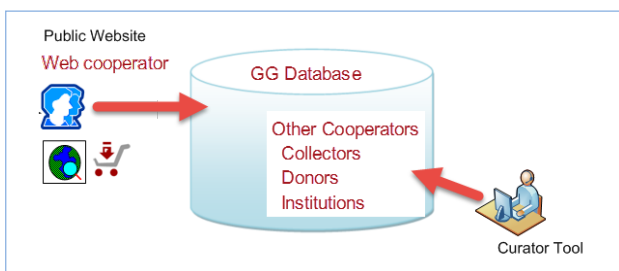 Public Website
Web cooperator
GG Database
Other Cooperators
Collectors
Donors
Institutions
Curator Tool